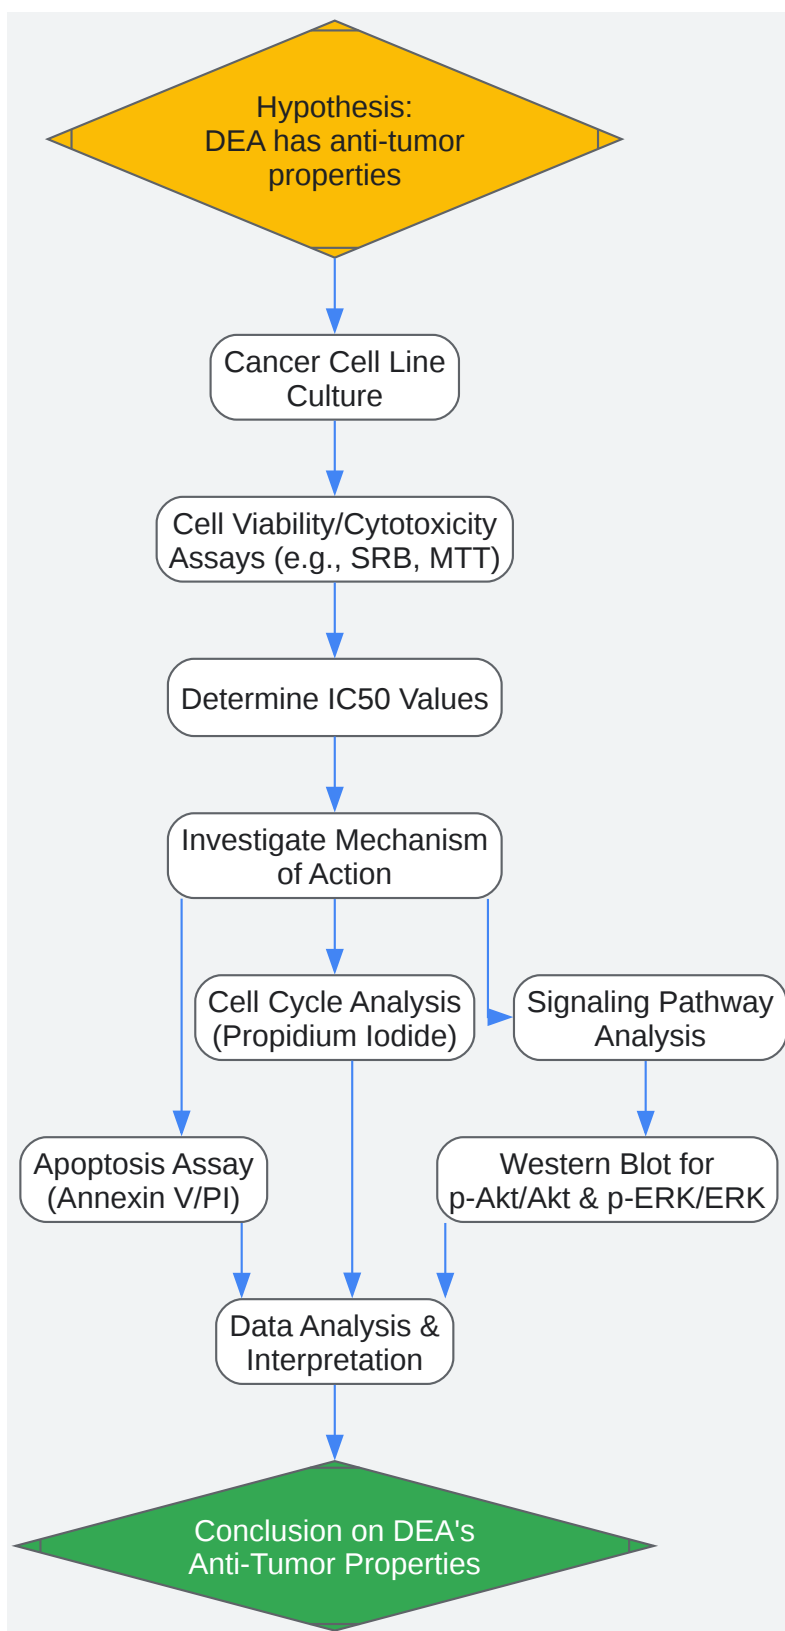 Hypothesis:
DEA has anti-tumor
properties
Cancer Cell Line
Culture
Cell Viability/Cytotoxicity
Assays (e.g., SRB, MTT)
Determine IC50 Values
Investigate Mechanism
of Action
Cell Cycle Analysis
(Propidium Iodide)
Signaling Pathway
Analysis
Apoptosis Assay
(Annexin V/PI)
Western Blot for
p-Akt/Akt & p-ERK/ERK
Data Analysis &
Interpretation
Conclusion on DEA's
Anti-Tumor Properties